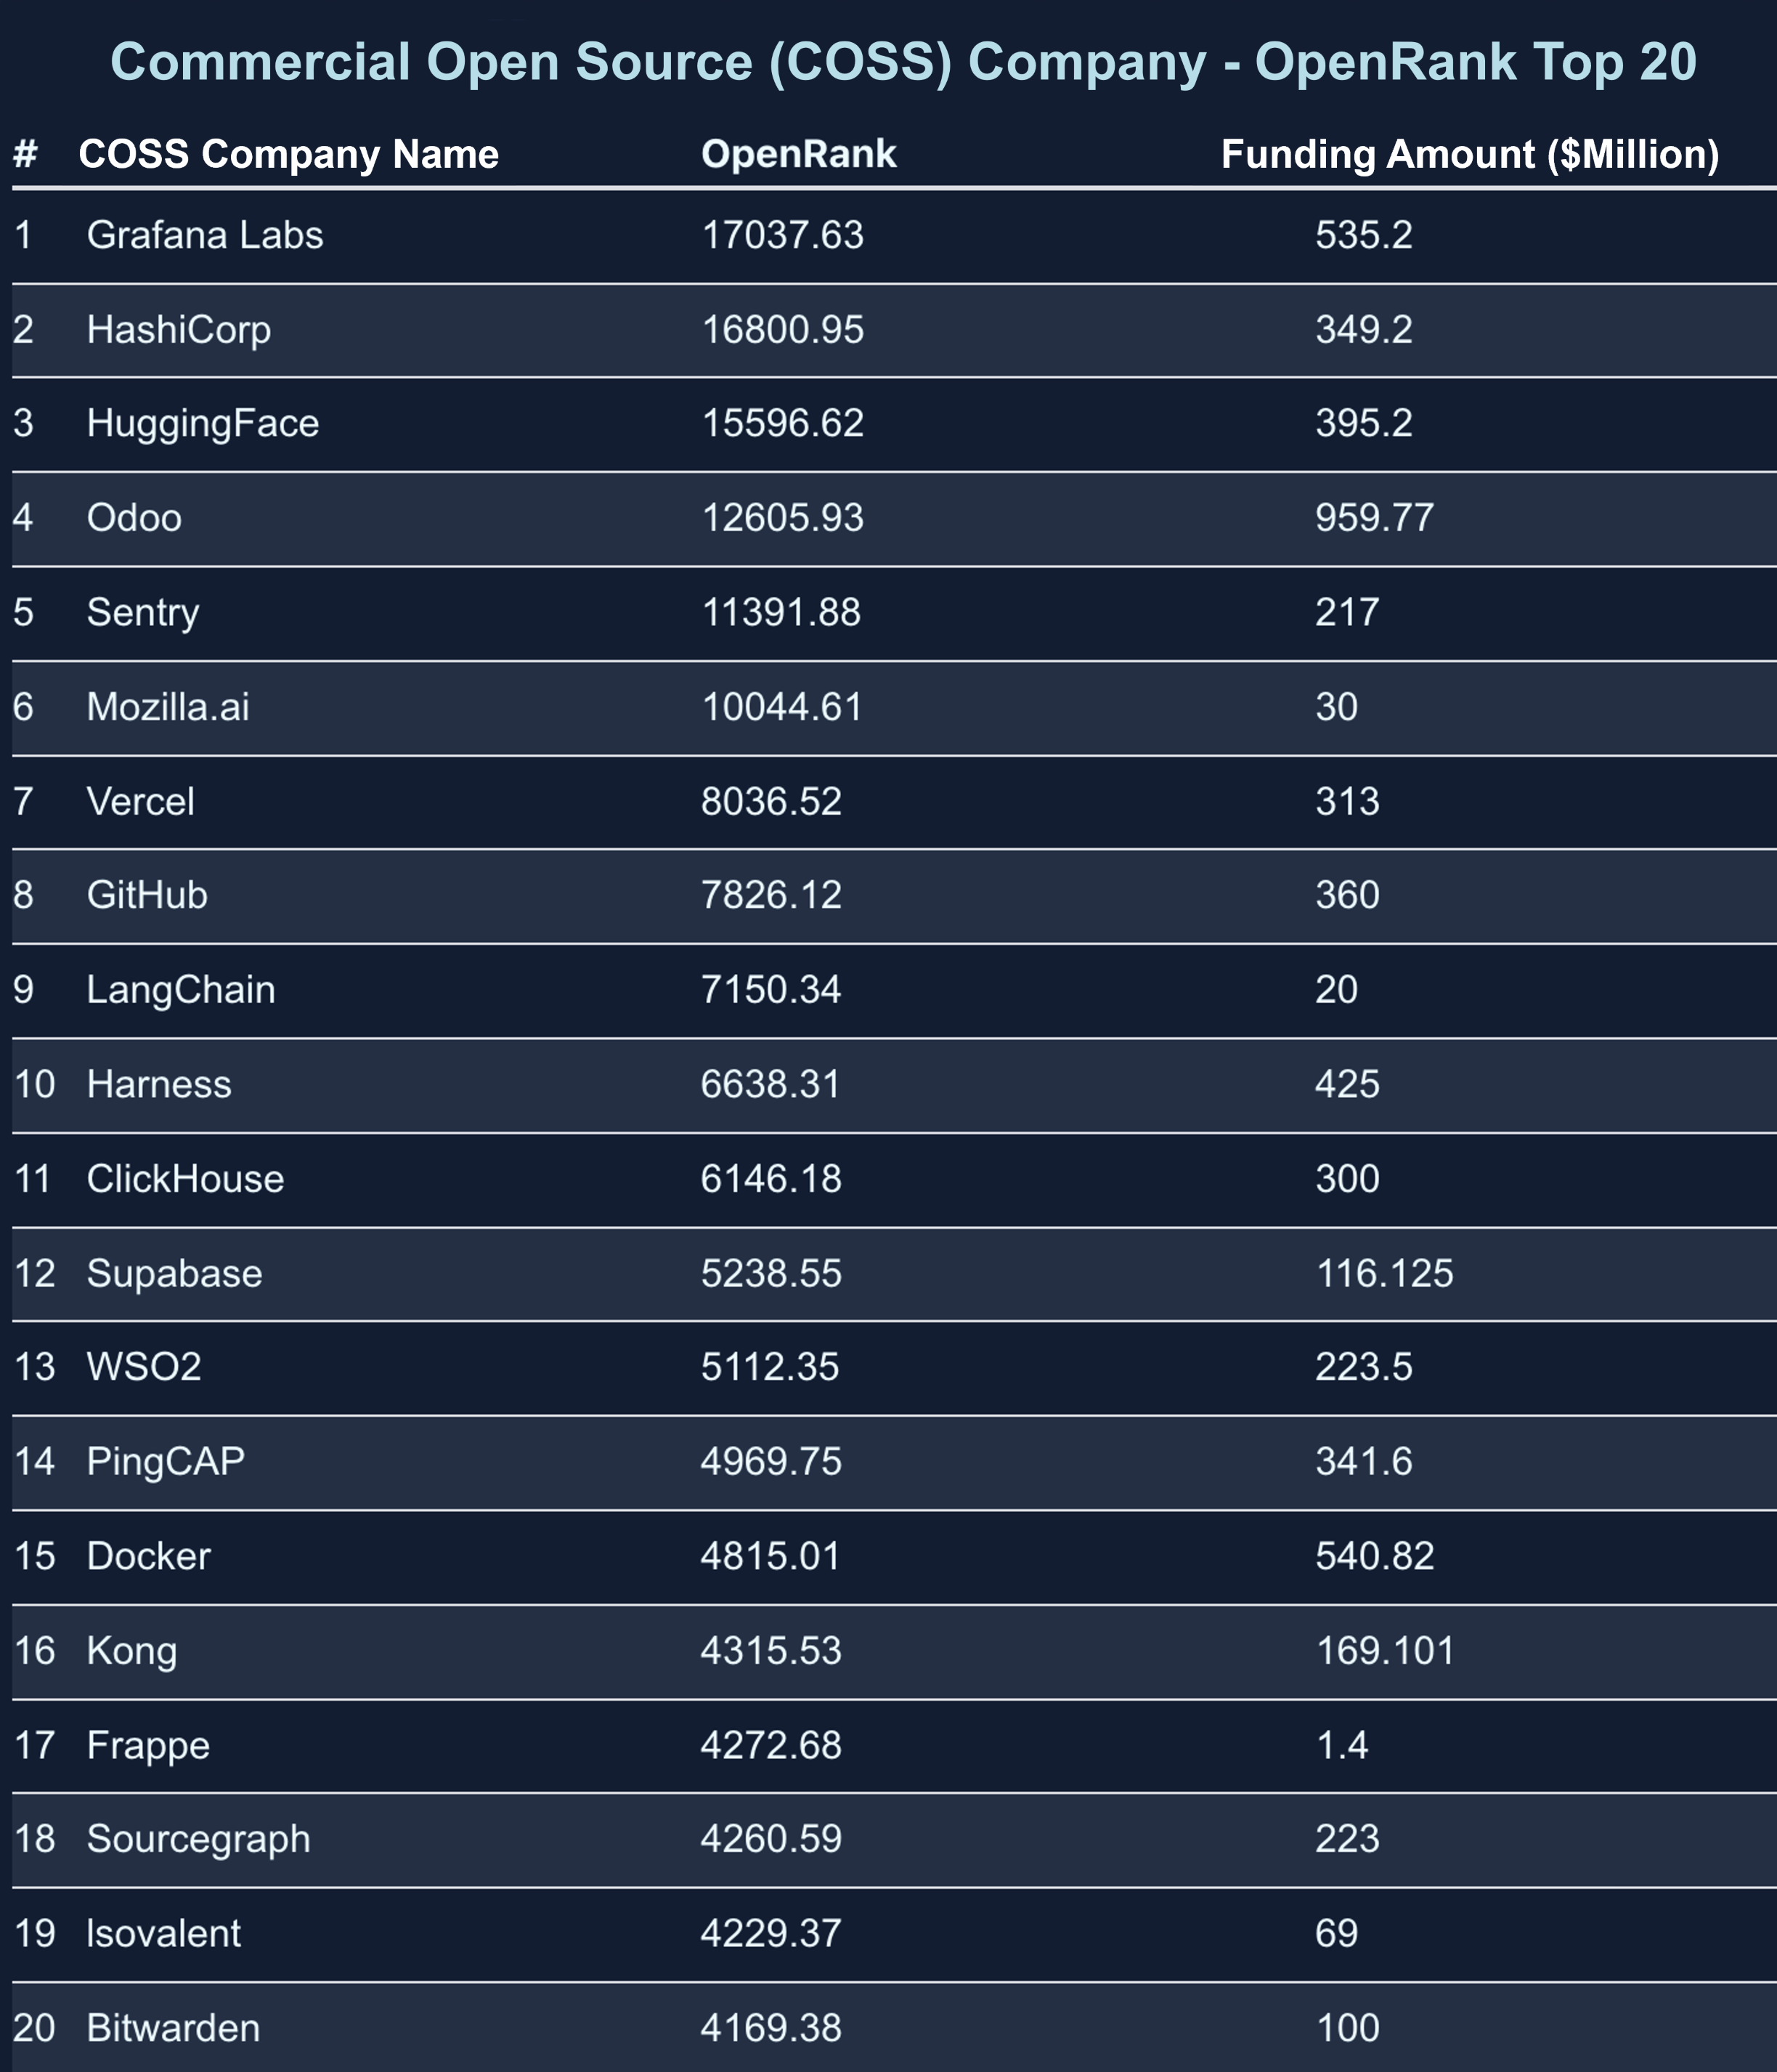 Commercial Open Source (COSS) Company - OpenRank Top 20
# COSS Company Name OpenRank Funding Amount ($Million)
1 Grafana Labs 17037.63 535.2
2 HashiCorp 16800.95 349.2
3 HuggingFace 15596.62 395.2
4 Odoo 12605.93 959.77
5 Sentry 11391.88 217
6 Mozilla.ai 10044.61 30
7 Vercel 8036.52 313
8 GitHub 7826.12 360
9 LangChain 7150.34 20
10 Harness 6638.31 425
11 ClickHouse 6146.18 300
12 Supabase 5238.55 116.125
13 WSO2 5112.35 223.5
14 PingCAP 4969.75 341.6
15 Docker 4815.01 540.82
16 Kong 4315.53 169.101
17 Frappe 4272.68 1.4
18 Sourcegraph 4260.59 223
19 Isovalent 4229.37 69
20 Bitwarden 4169.38 100